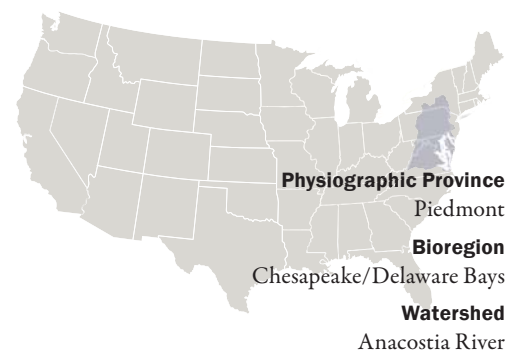 Physiographic Province
Piedmont
Bioregion
Chesapeake/Delaware Bays
Watershed
Anacostia River